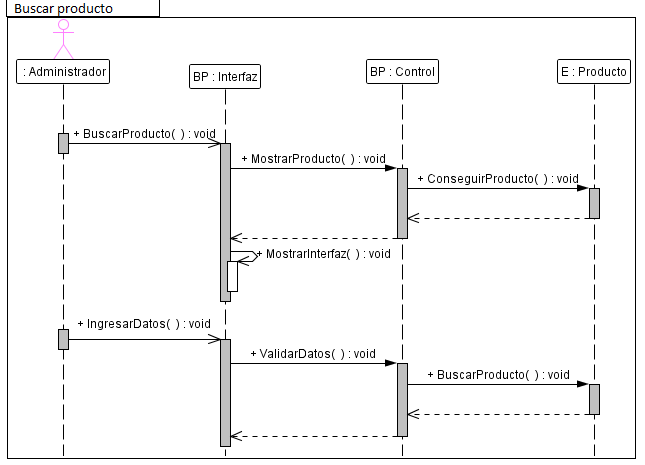 Buscar producto
: Administrador
BP : Interfaz
BP : Control
E : Producto
+ BuscarProducto( ) : void
+ MostrarProducto( ) : void
+ ConseguirProducto( ) : void
+ MostrarInterfaz( ) : void
+ IngresarDatos( ) : void
+ ValidarDatos( ) : void
+ BuscarProducto( ) : void